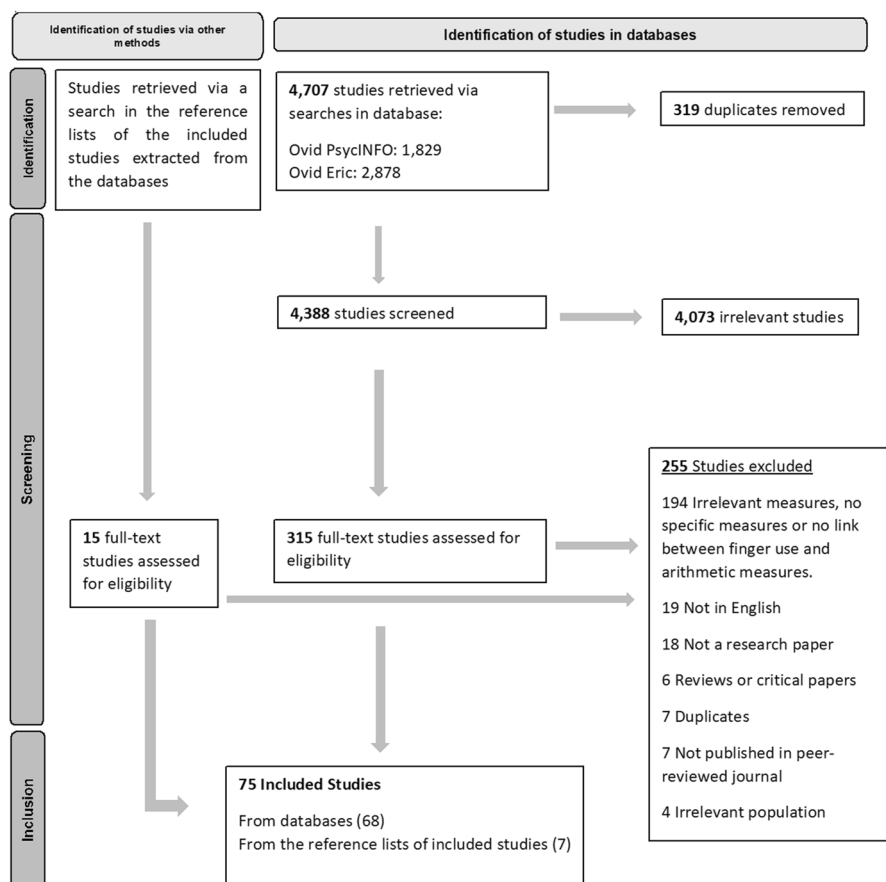 Identification of studies via other
methods
Identification of studies in databases
Identification
Studies retrieved via a
search in the reference
lists of the included
studies extracted from
the databases
4,707 studies retrieved via
searches in database:
Ovid PsycINFO: 1,829
Ovid Eric: 2,878
319 duplicates removed
Screening
4,388 studies screened
4,073 irrelevant studies
15 full-text
studies assessed
for eligibility
315 full-text studies assessed for
eligibility
255 Studies excluded
194 Irrelevant measures, no
specific measures or no link
between finger use and
arithmetic measures.
19 Not in English
18 Not a research paper
6 Reviews or critical papers
7 Duplicates
7 Not published in peer-
reviewed journal
4 Irrelevant population
Inclusion
75 Included Studies
From databases (68)
From the reference lists of included studies (7)